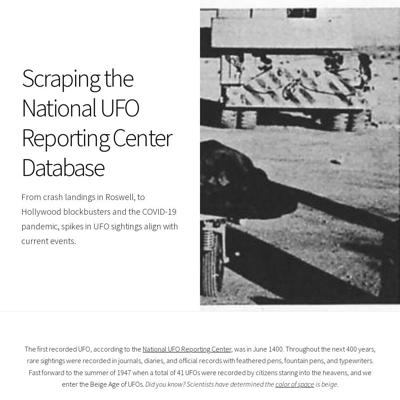 Scraping the
National UFO
Reporting Center
Database
From crash landings in Roswell, to
Hollywood blockbusters and the COVID-19
pandemic, spikes in UFO sightings align with
current events.
The first recorded UFO, according to the National UFO Reporting Center, was in June 1400. Throughout the next 400 years,
rare sightings were recorded in journals, diaries, and official records with feathered pens, fountain pens, and typewriters.
Fast forward to the summer of 1947 when a total of 41 UFOs were recorded by citizens staring into the heavens, and we
enter the Beige Age of UFOs. Did you know? Scientists have determined the color of space is beige.